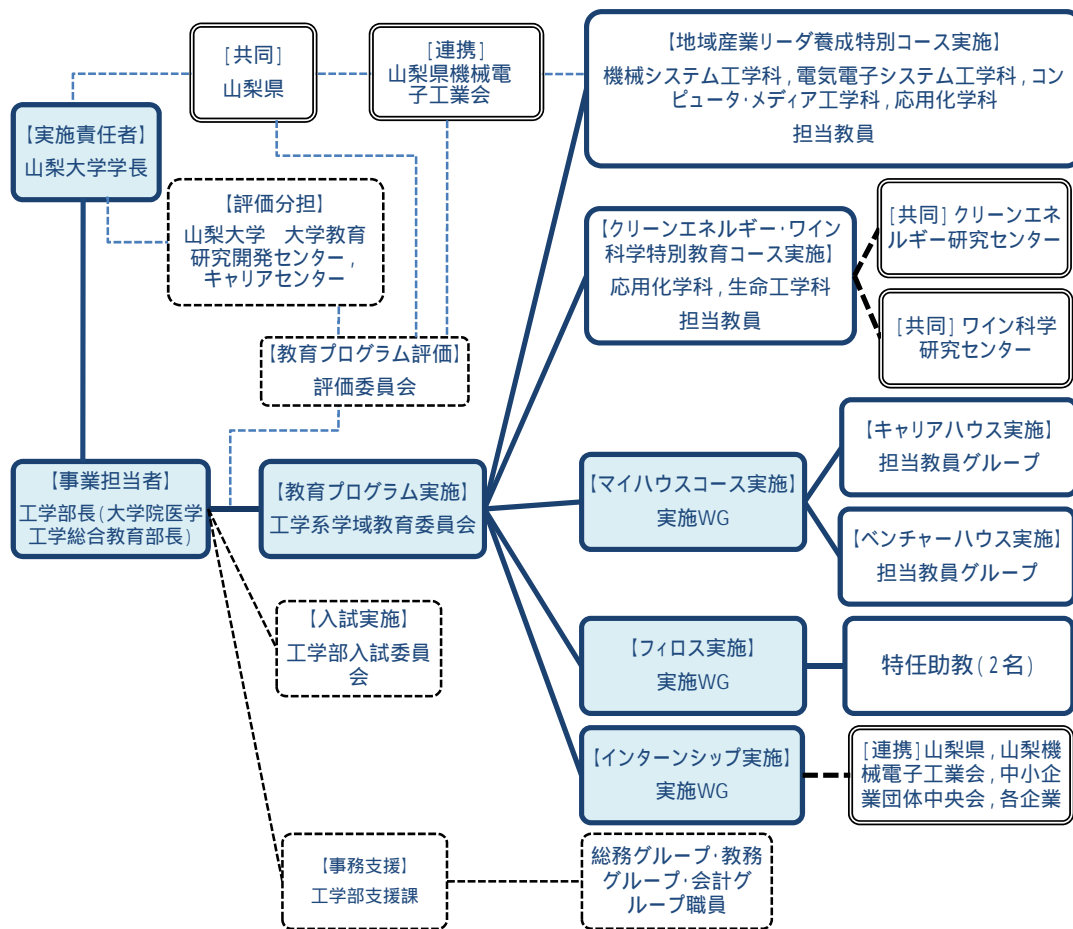 [共同]
山梨県
[連携]
山梨県機械電
子工業会
【地域産業リーダ養成特別コース実施】
機械システム工学科,電気電子システム工学科,コン
ピュータ・メディア工学科,応用化学科
担当教員
【実施責任者】
山梨大学学長
【評価分担】
山梨大学　大学教育
研究開発センター,
キャリアセンター
【クリーンエネルギー・ワイン
科学特別教育コース実施】
応用化学科,生命工学科
担当教員
[共同] クリーンエネ
ルギー研究センター
[共同] ワイン科学
研究センター
【教育プログラム評価】
評価委員会
【キャリアハウス実施】
担当教員グループ
【事業担当者】
工学部長(大学院医学
工学総合教育部長)
【教育プログラム実施】
工学系学域教育委員会
【マイハウスコース実施】
実施WG
【ベンチャーハウス実施】
担当教員グループ
【入試実施】
工学部入試委員
会
【フィロス実施】
実施WG
特任助教(2名)
【インターンシップ実施】
実施WG
[連携]山梨県,山梨機
械電子工業会,中小企
業団体中央会,各企業
【事務支援】
工学部支援課
総務グループ・教務
グループ・会計グ
ループ職員